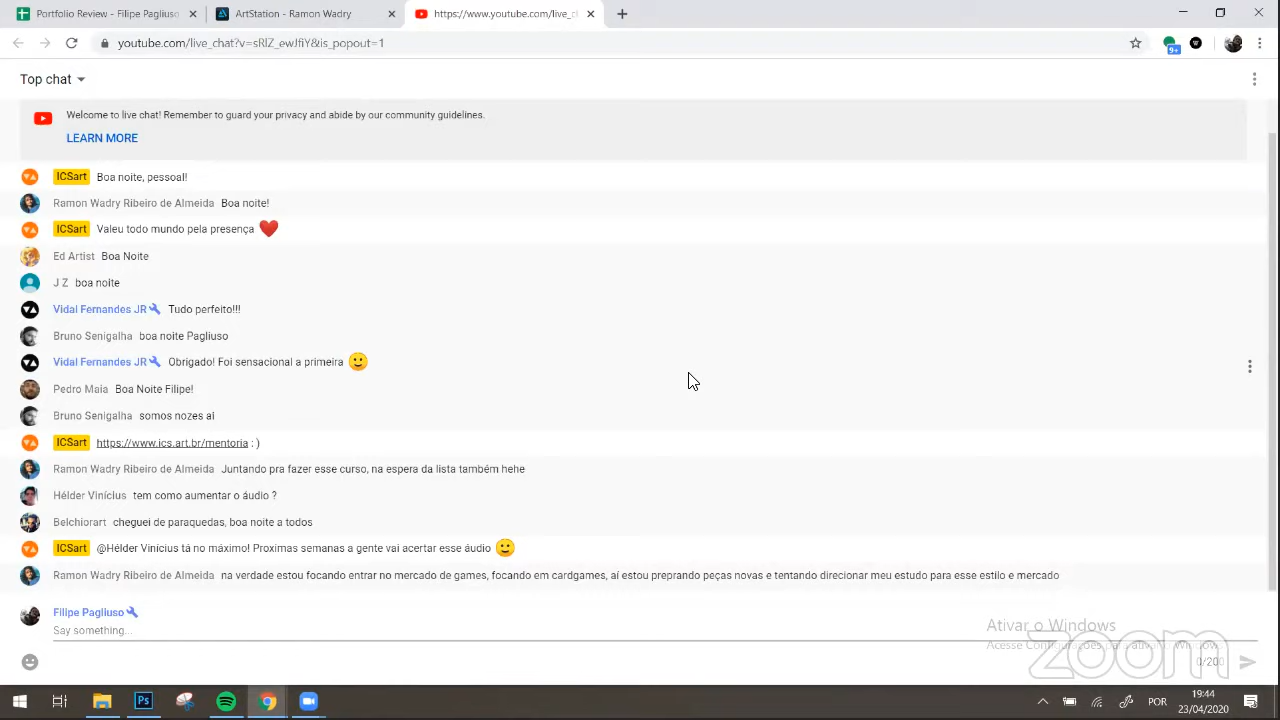 Portfolio Review - Filipe Pagliuso
ArtStation - Ramon Wadry
https://www.youtube.com/live_c
youtube.com/live_chat?v=sRlZ_ewJfiY&is_popout=1
9+
Top chat
Welcome to live chat! Remember to guard your privacy and abide by our community guidelines.
LEARN MORE
ICSart Boa noite, pessoal!
Ramon Wadry Ribeiro de Almeida Boa noite!
ICSart Valeu todo mundo pela presença ❤️
Ed Artist Boa Noite
J Z boa noite
Vidal Fernandes JR Tudo perfeito!!!
Bruno Senigalha boa noite Pagliuso
Vidal Fernandes JR Obrigado! Foi sensacional a primeira 🙂
Pedro Maia Boa Noite Filipe!
Bruno Senigalha somos nozes ai
ICSart https://www.ics.art.br/mentoria : )
Ramon Wadry Ribeiro de Almeida Juntando pra fazer esse curso, na espera da lista também hehe
Hélder Vinícius tem como aumentar o áudio ?
Belchiorart cheguei de paraquedas, boa noite a todos
ICSart @Hélder Vinícius tá no máximo! Proximas semanas a gente vai acertar esse áudio 🙂
Ramon Wadry Ribeiro de Almeida na verdade estou focando entrar no mercado de games, focando em cardgames, aí estou preprando peças novas e tentando direcionar meu estudo para esse estilo e mercado
Filipe Pagliuso
Say something...
Ativar o Windows
Acesse Configurações para ativar o Windows.
zoom
0/200
Ps
POR
19:44
23/04/2020